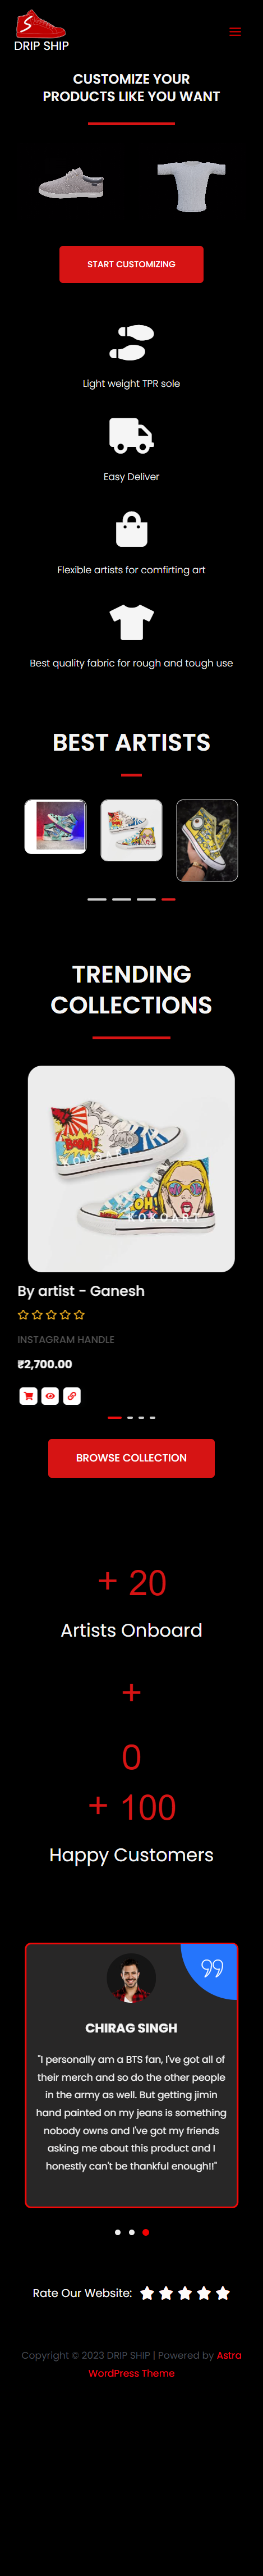 DRIP SHIP
CUSTOMIZE YOUR
PRODUCTS LIKE YOU WANT
START CUSTOMIZING
Light weight TPR sole
Easy Deliver
Flexible artists for comfirting art
Best quality fabric for rough and tough use
BEST ARTISTS
TRENDING
COLLECTIONS
BOOM!
OH!
KOKOART
KOKOART
By artist - Ganesh
INSTAGRAM HANDLE
₹2,700.00
BROWSE COLLECTION
+ 20
Artists Onboard
+
0
+ 100
Happy Customers
CHIRAG SINGH
"I personally am a BTS fan, I've got all of
their merch and so do the other people
in the army as well. But getting jimin
hand painted on my jeans is something
nobody owns and I've got my friends
asking me about this product and I
honestly can't be thankful enough!!"
Rate Our Website:
Copyright © 2023 DRIP SHIP | Powered by Astra
WordPress Theme